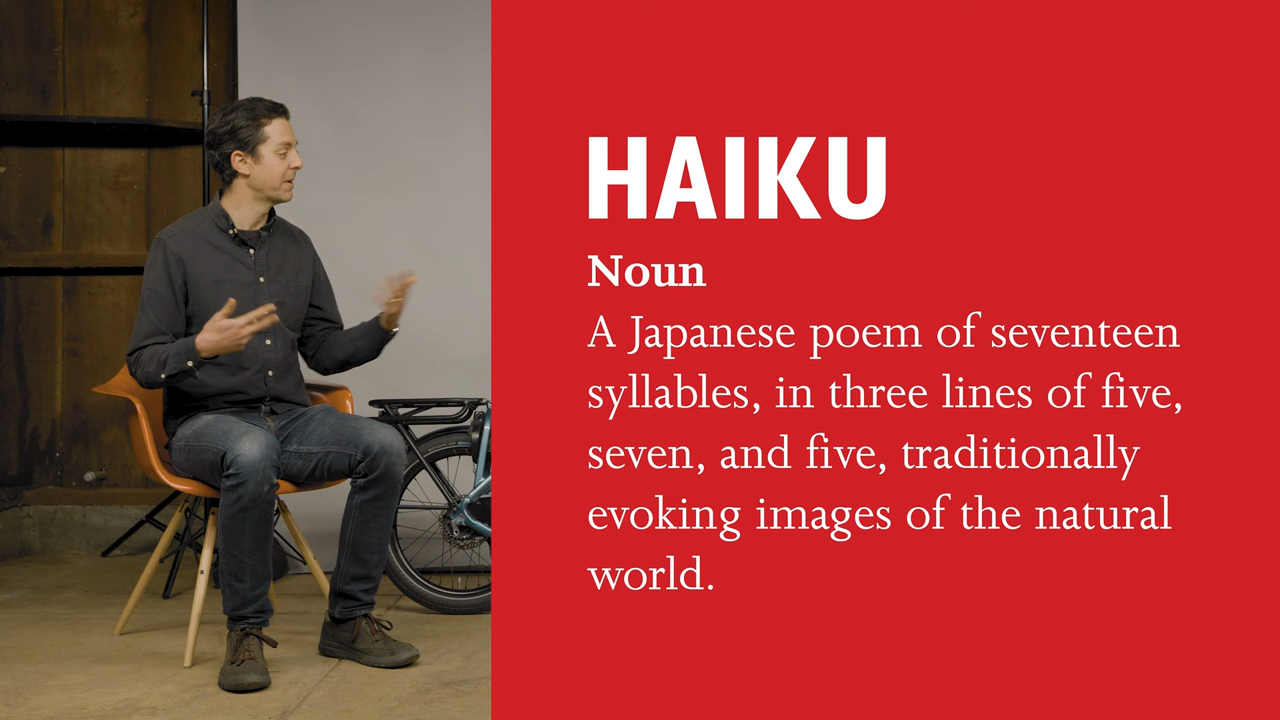 HAIKU
Noun
A Japanese poem of seventeen
syllables, in three lines of five,
seven, and five, traditionally
evoking images of the natural
world.